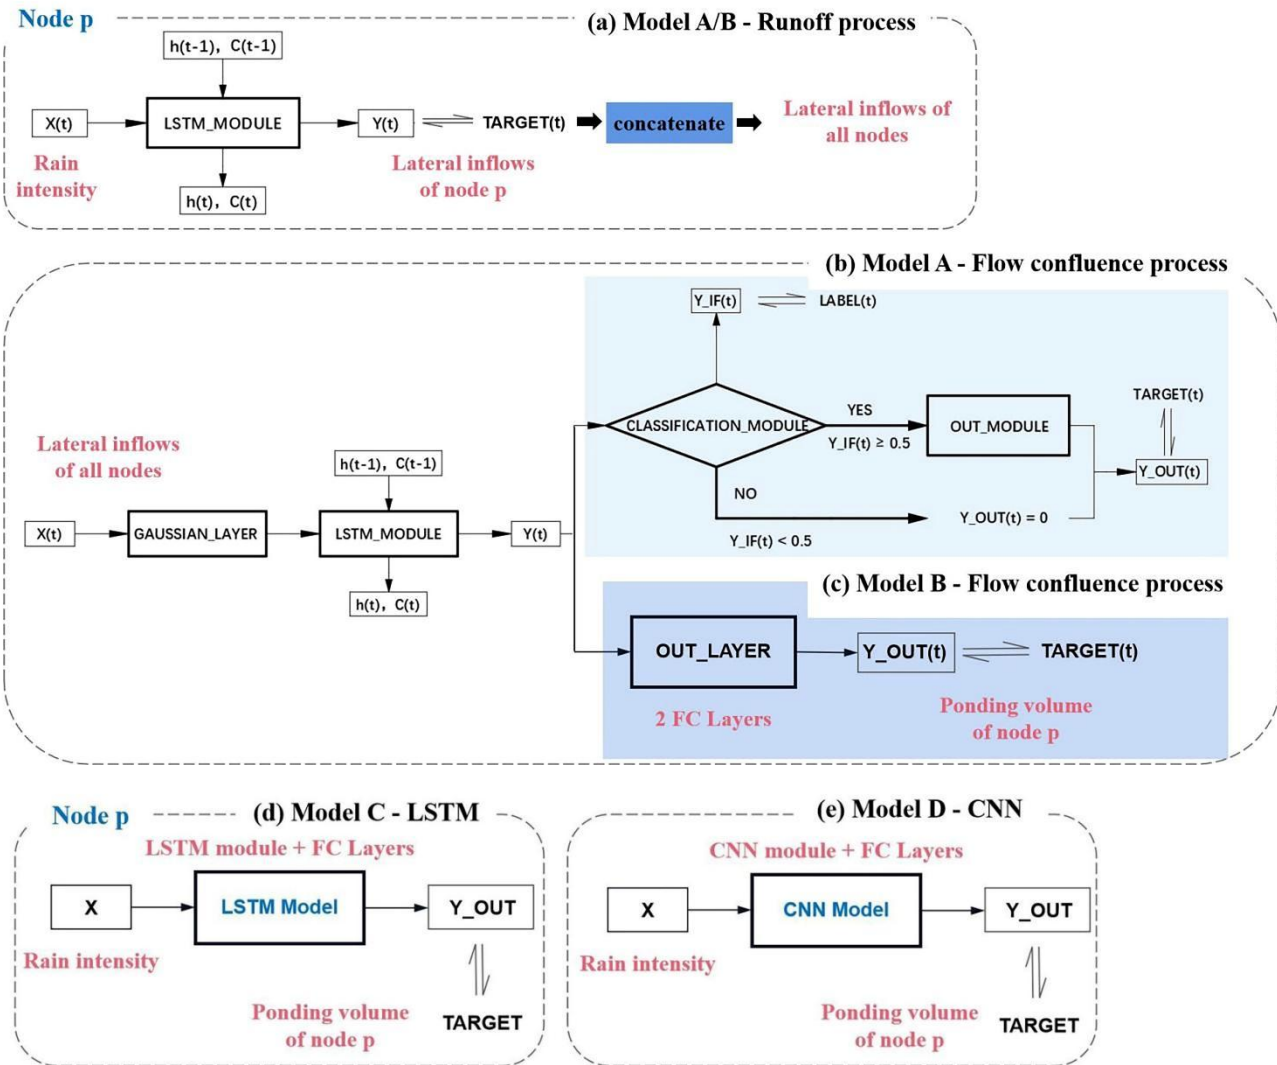 Node p
(a) Model A/B - Runoff process
h(t-1), C(t-1)
X(t)
LSTM_MODULE
Y(t)
TARGET(t)
concatenate
Lateral inflows of
all nodes
Rain
intensity
Lateral inflows
of node p
h(t), C(t)
(b) Model A - Flow confluence process
Y_IF(t)
LABEL(t)
CLASSIFICATION_MODULE
YES
Y_IF(t) ≥ 0.5
OUT_MODULE
TARGET(t)
Y_OUT(t)
NO
Y_IF(t) < 0.5
Y_OUT(t) = 0
Lateral inflows
of all nodes
h(t-1), C(t-1)
X(t)
GAUSSIAN_LAYER
LSTM_MODULE
Y(t)
h(t), C(t)
(c) Model B - Flow confluence process
OUT_LAYER
Y_OUT(t)
TARGET(t)
2 FC Layers
Ponding volume
of node p
Node p
(d) Model C - LSTM
LSTM module + FC Layers
X
LSTM Model
Y_OUT
Rain intensity
Ponding volume
of node p
TARGET
(e) Model D - CNN
CNN module + FC Layers
X
CNN Model
Y_OUT
Rain intensity
Ponding volume
of node p
TARGET